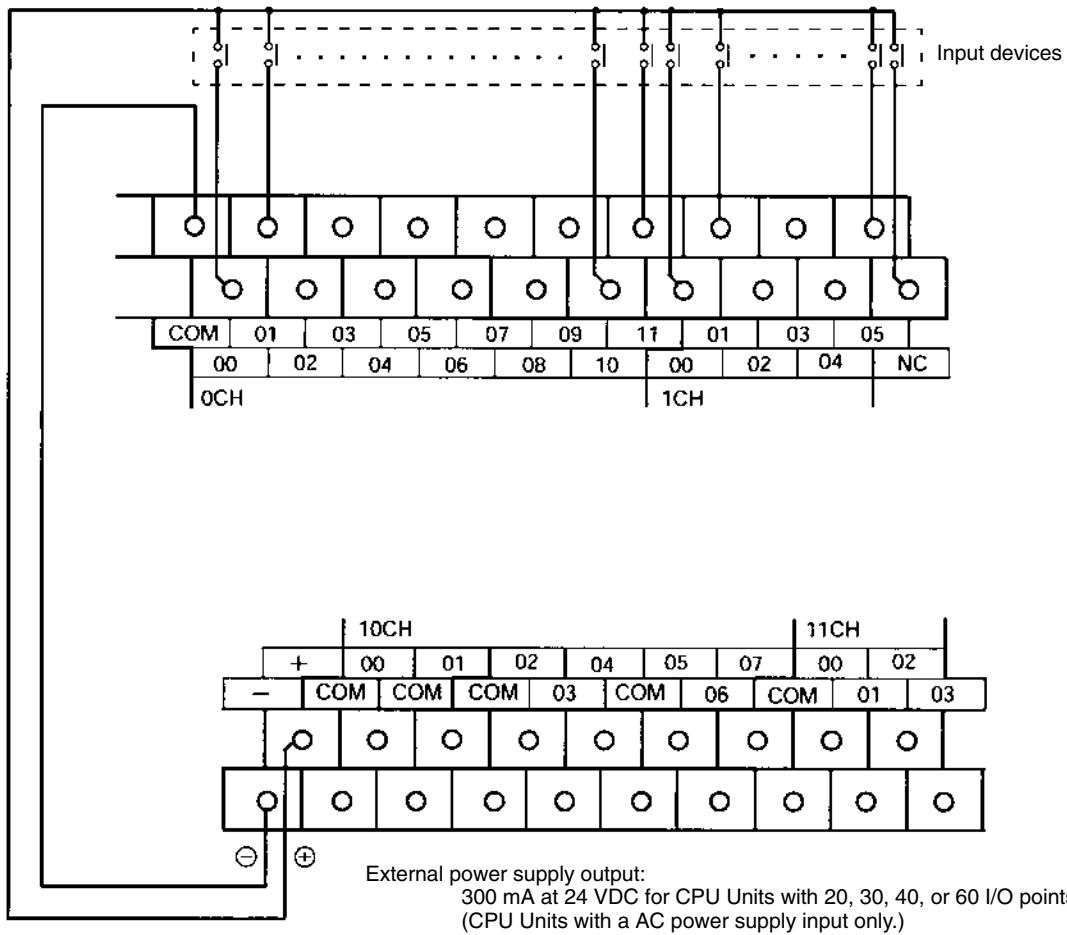 Input devices
COM 01 03 05 07 09 11 01 03 05
00 02 04 06 08 10 00 02 04 NC
0CH 1CH
10CH 11CH
+ 00 01 02 04 05 07 00 02
− COM COM COM 03 COM 06 COM 01 03
⊖ ⊕
External power supply output:
300 mA at 24 VDC for CPU Units with 20, 30, 40, or 60 I/O points
(CPU Units with a AC power supply input only.)